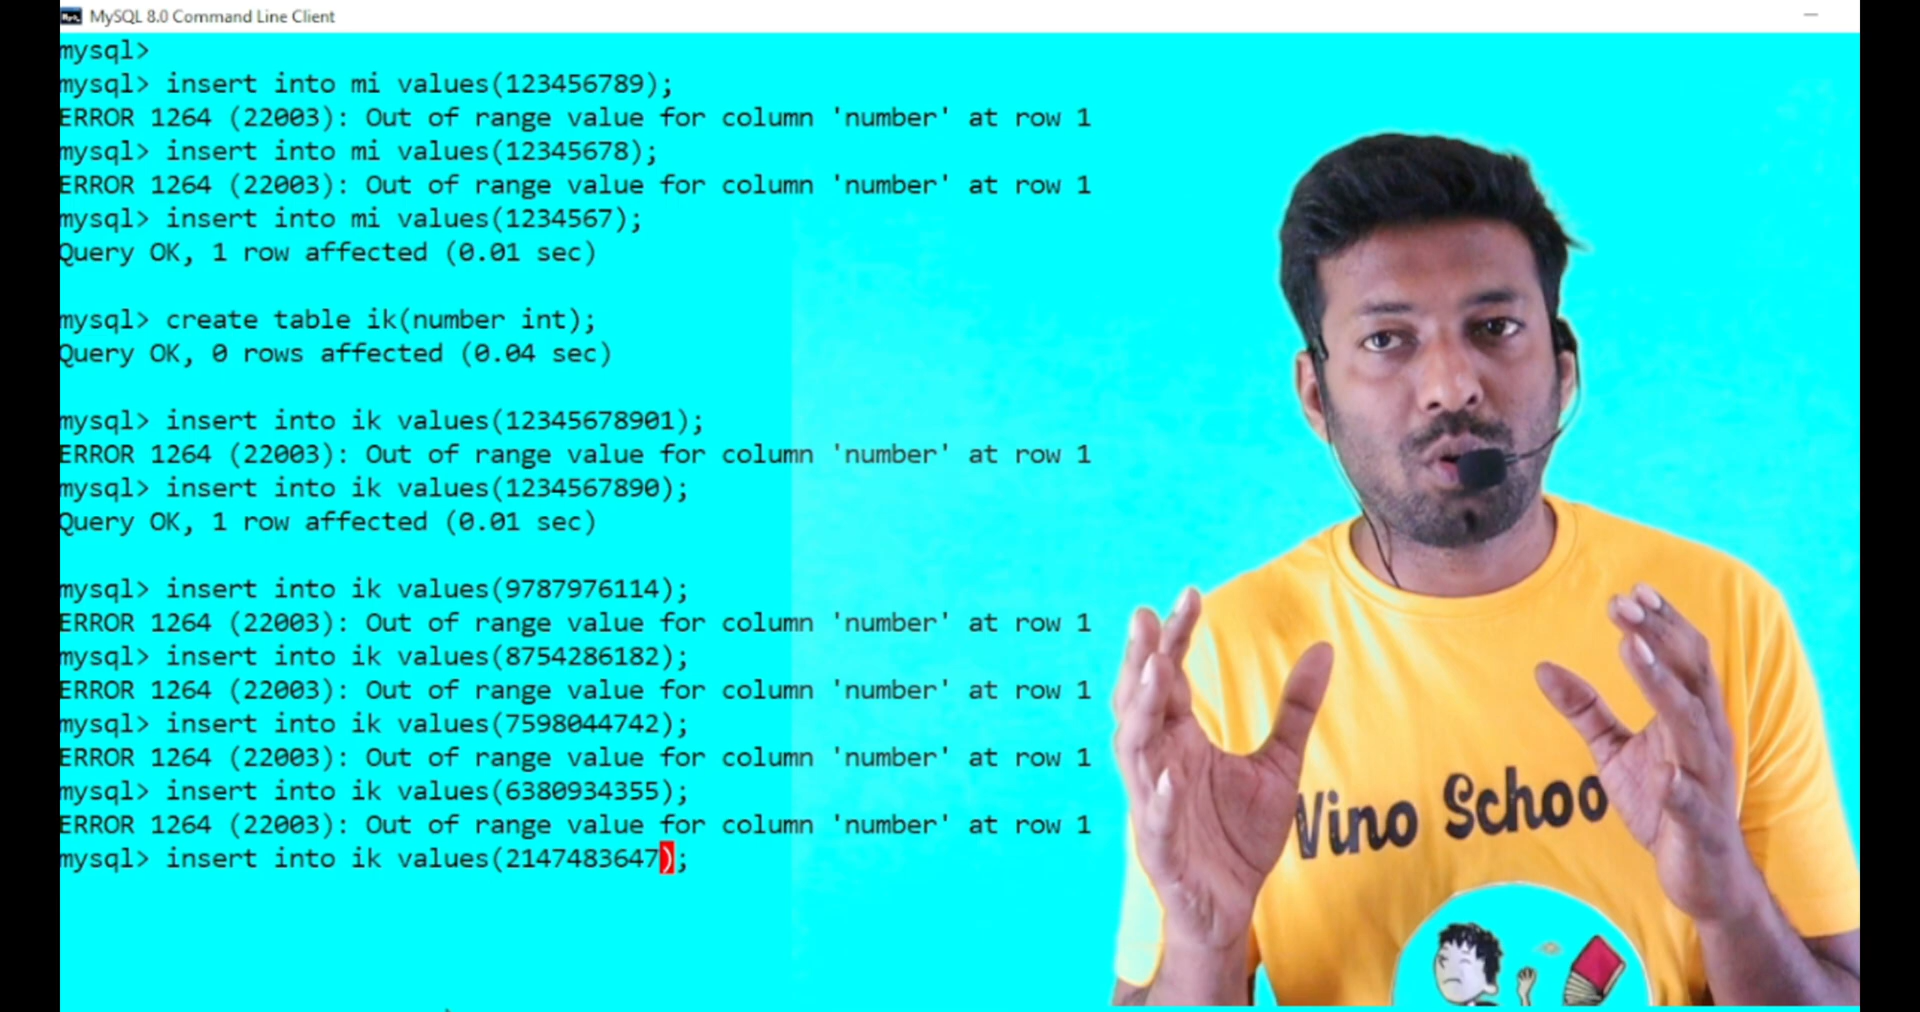 MySQL 8.0 Command Line Client
mysql>
mysql> insert into mi values(123456789);
ERROR 1264 (22003): Out of range value for column 'number' at row 1
mysql> insert into mi values(12345678);
ERROR 1264 (22003): Out of range value for column 'number' at row 1
mysql> insert into mi values(1234567);
Query OK, 1 row affected (0.01 sec)
mysql> create table ik(number int);
Query OK, 0 rows affected (0.04 sec)
mysql> insert into ik values(12345678901);
ERROR 1264 (22003): Out of range value for column 'number' at row 1
mysql> insert into ik values(1234567890);
Query OK, 1 row affected (0.01 sec)
mysql> insert into ik values(9787976114);
ERROR 1264 (22003): Out of range value for column 'number' at row 1
mysql> insert into ik values(8754286182);
ERROR 1264 (22003): Out of range value for column 'number' at row 1
mysql> insert into ik values(7598044742);
ERROR 1264 (22003): Out of range value for column 'number' at row 1
mysql> insert into ik values(6380934355);
ERROR 1264 (22003): Out of range value for column 'number' at row 1
mysql> insert into ik values(2147483647);
Vino Schoo